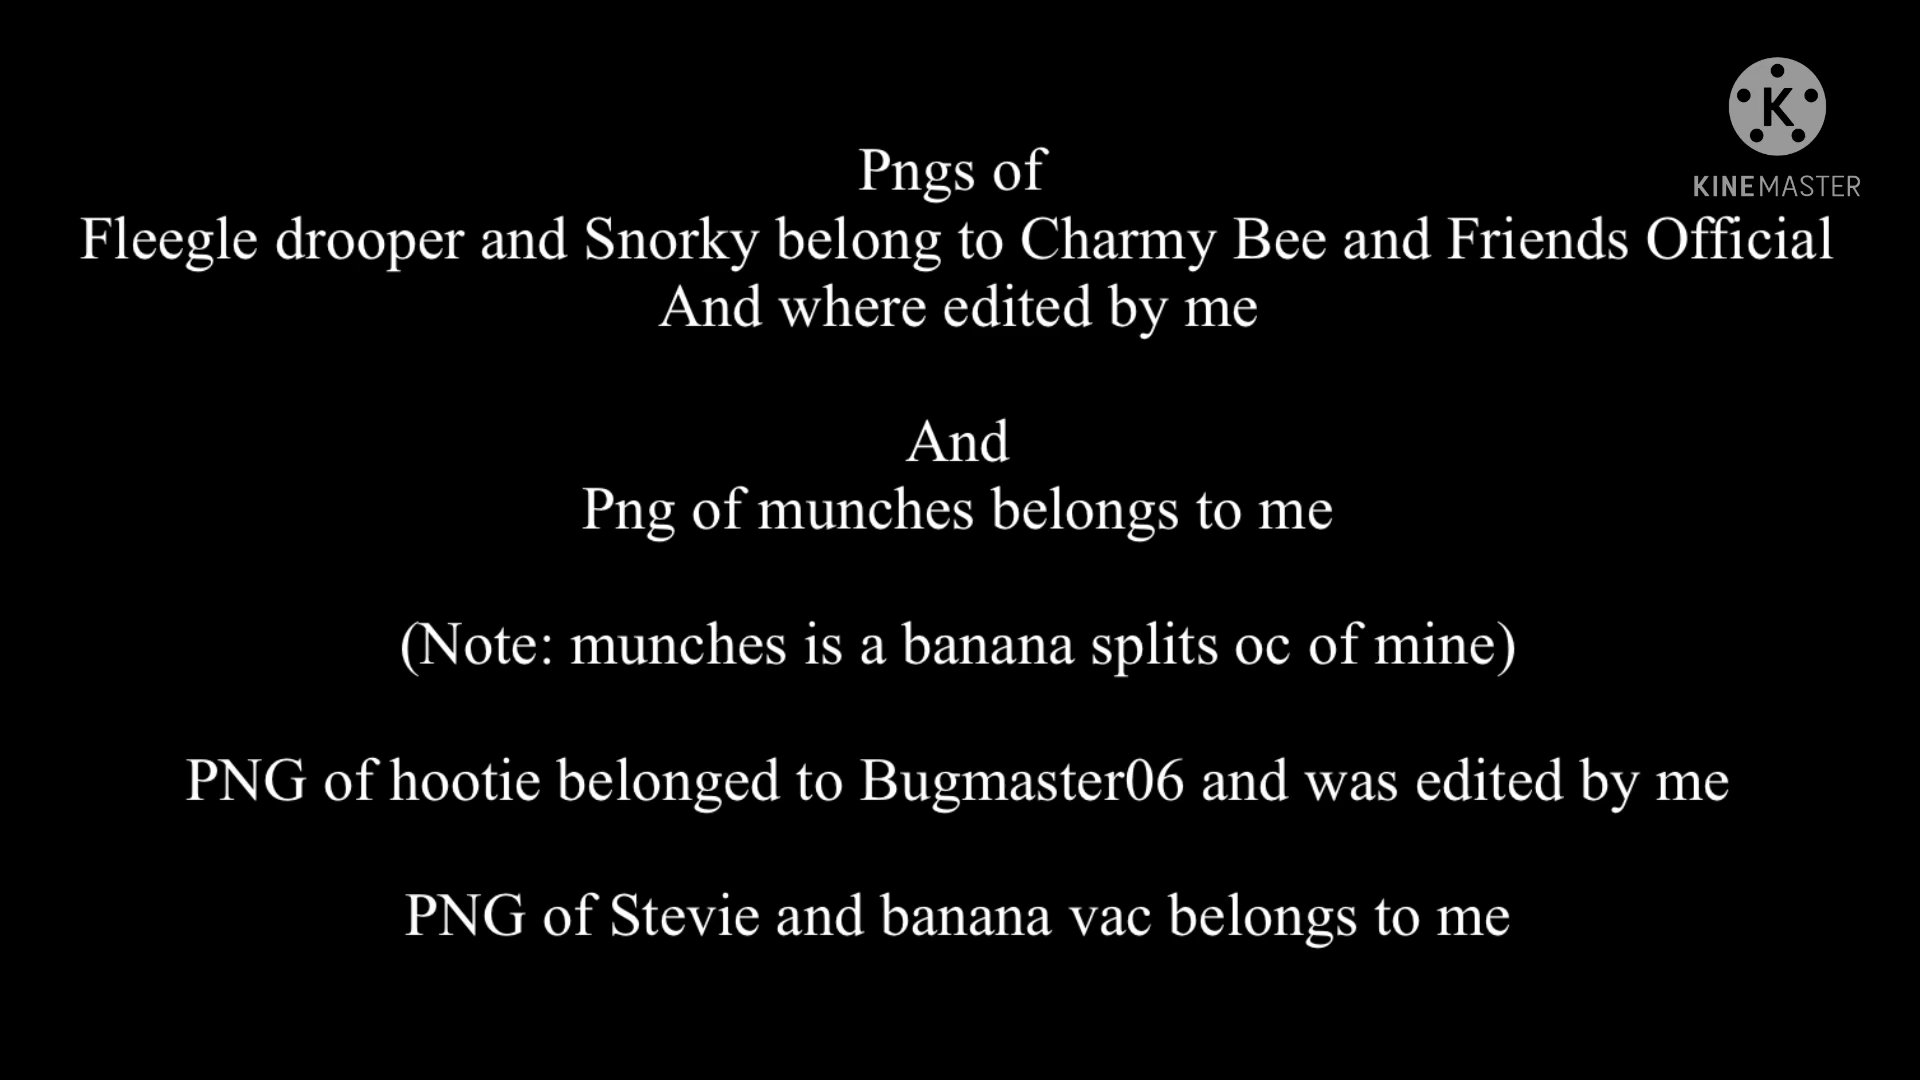 K
KINEMASTER
Pngs of
Fleegle drooper and Snorky belong to Charmy Bee and Friends Official
And where edited by me
And
Png of munches belongs to me
(Note: munches is a banana splits oc of mine)
PNG of hootie belonged to Bugmaster06 and was edited by me
PNG of Stevie and banana vac belongs to me